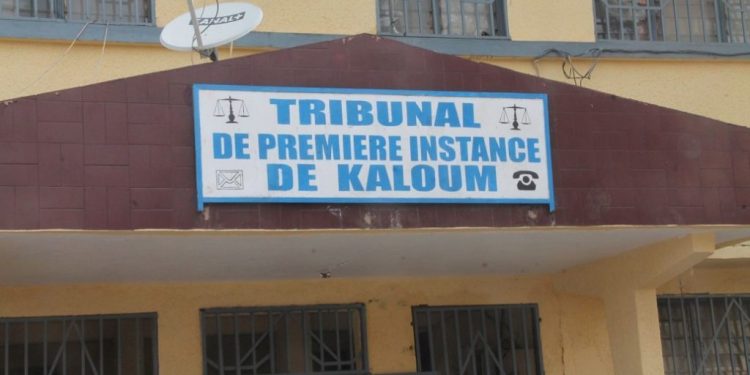 CANAL+
TRIBUNAL
DE PREMIERE INSTANCE
DE KALOUM